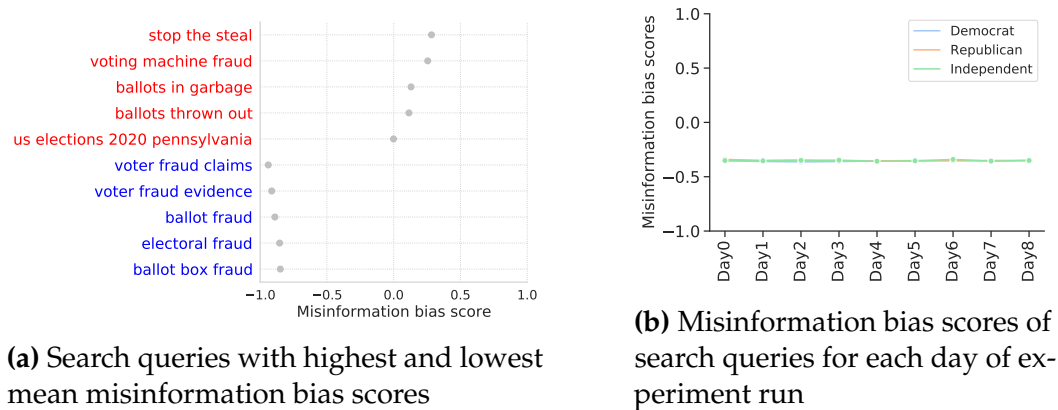 stop the steal
voting machine fraud
ballots in garbage
ballots thrown out
us elections 2020 pennsylvania
voter fraud claims
voter fraud evidence
ballot fraud
electoral fraud
ballot box fraud
−1.0 −0.5 0.0 0.5 1.0
Misinformation bias score
(a) Search queries with highest and lowest
mean misinformation bias scores
Misinformation bias scores
1.0
0.5
0.0
−0.5
−1.0
Democrat
Republican
Independent
Day0 Day1 Day2 Day3 Day4 Day5 Day6 Day7 Day8
(b) Misinformation bias scores of
search queries for each day of ex-
periment run